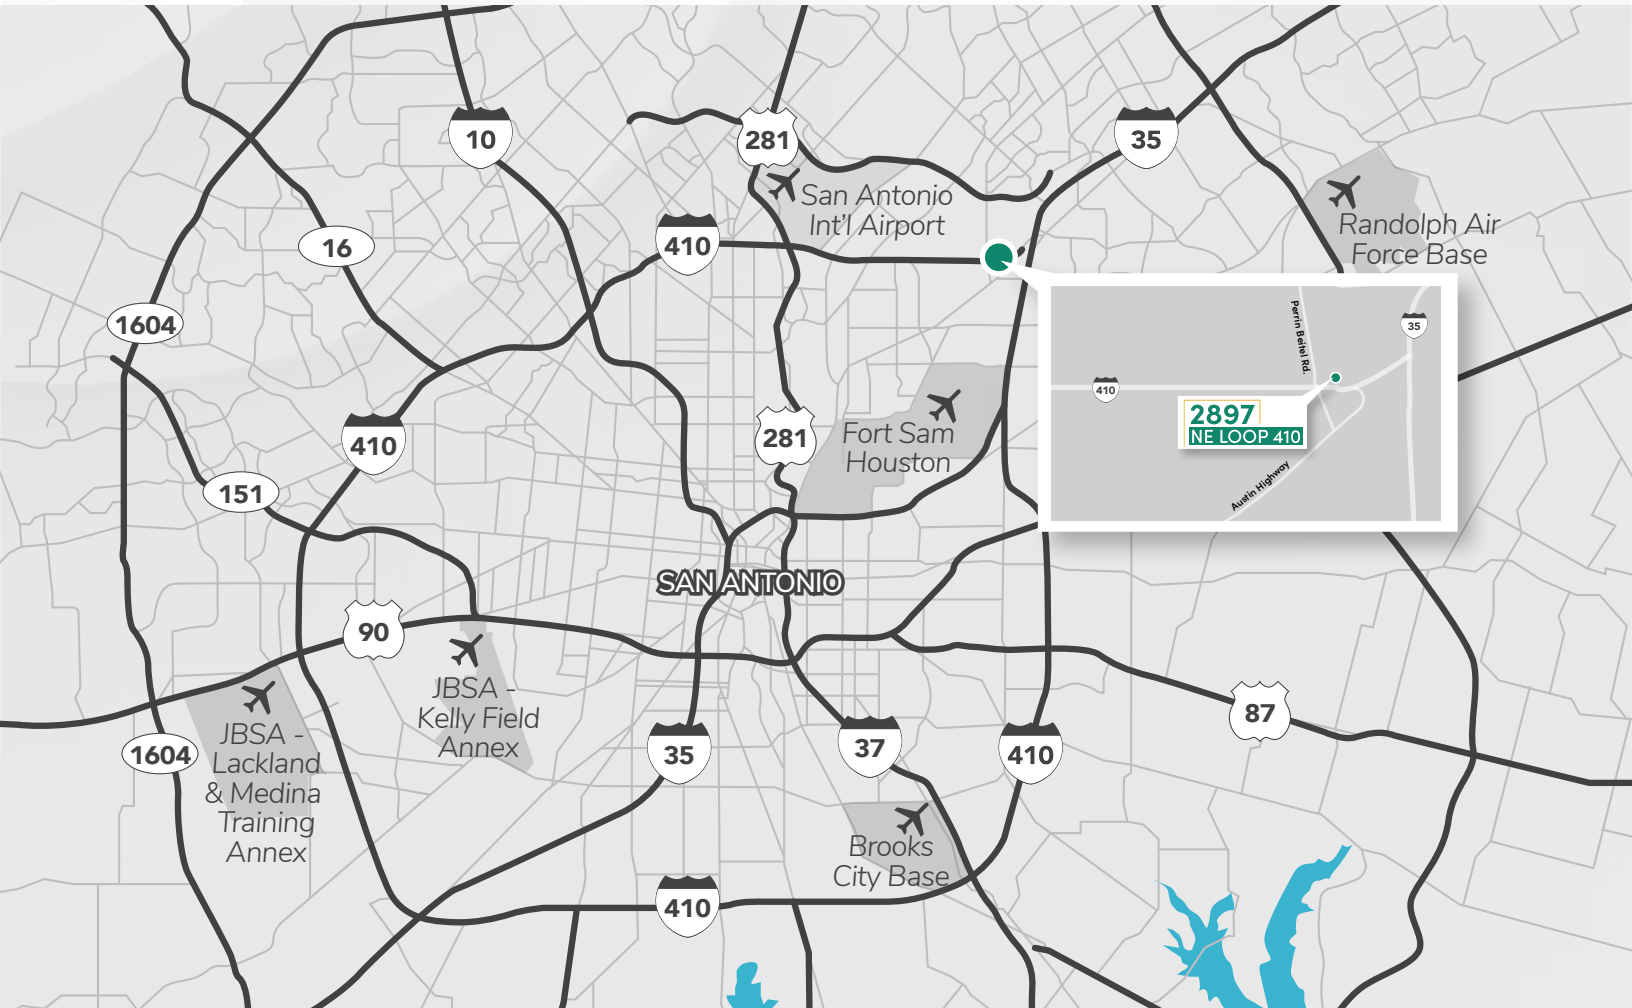 10
281
35
San Antonio
Int'l Airport
Randolph Air
Force Base
16
410
1604
Perrin Beitel Rd.
35
410
2897
NE LOOP 410
Austin Highway
410
281
Fort Sam
Houston
151
SAN ANTONIO
90
JBSA -
Kelly Field
Annex
87
1604
JBSA -
Lackland
& Medina
Training
Annex
35
37
410
Brooks
City Base
410